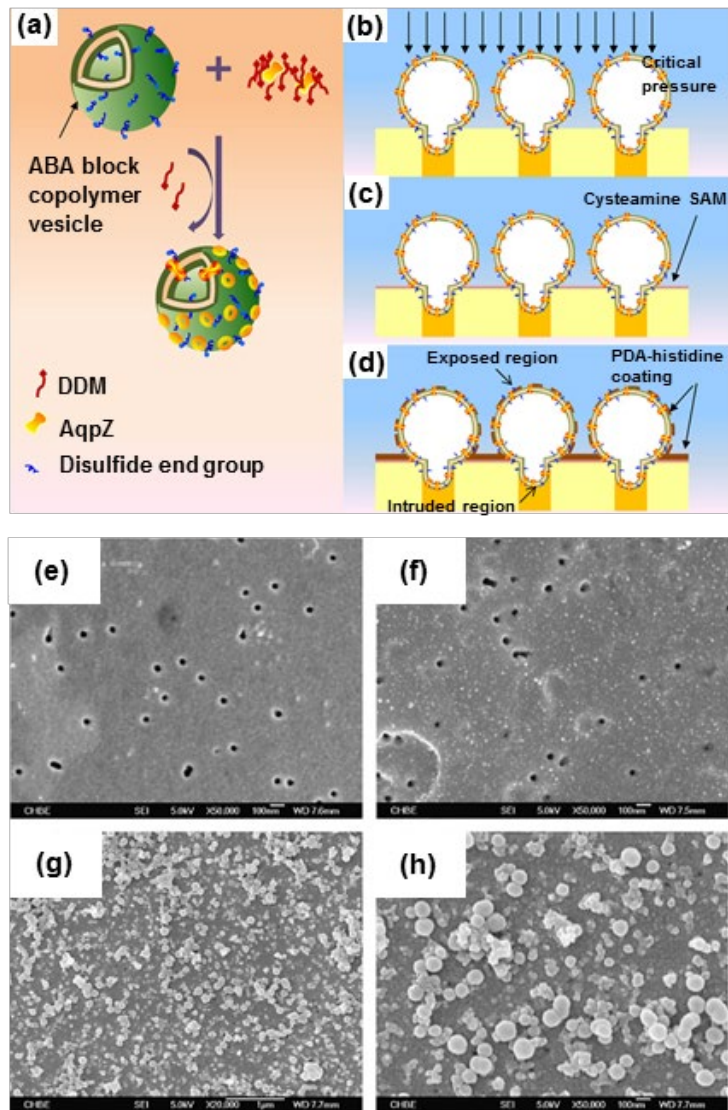 (a)
ABA block
copolymer
vesicle
DDM
AqpZ
Disulfide end group
(b)
Critical
pressure
(c)
Cysteamine SAM
(d)
Exposed region
PDA-histidine
coating
Intruded region
(e)
CHBE SEI 5.0kV X50,000 100nm WD 7.6mm
(f)
CHBE SEI 5.0kV X50,000 100nm WD 7.5mm
(g)
CHBE SEI 5.0kV X20,000 1μm WD 7.7mm
(h)
CHBE SEI 5.0kV X50,000 100nm WD 7.7mm